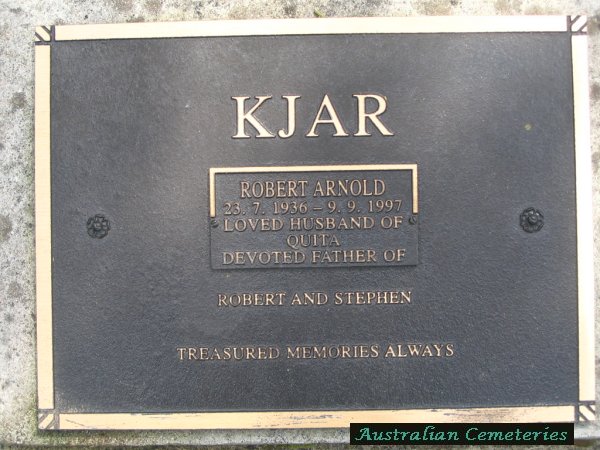 KJAR
ROBERT ARNOLD
23. 7. 1936 – 9. 9. 1997
LOVED HUSBAND OF
QUITA
DEVOTED FATHER OF
ROBERT AND STEPHEN
TREASURED MEMORIES ALWAYS
Australian Cemeteries